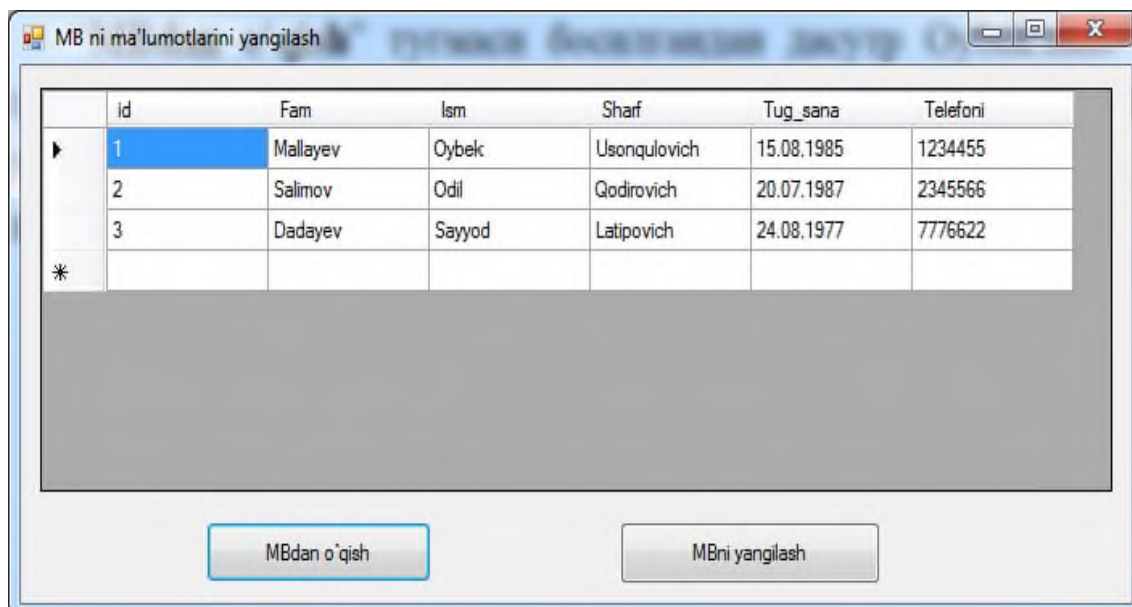 MB ni ma'lumotlarini yangilash
id Fam Ism Sharf Tug_sana Telefoni
1 Mallayev Oybek Usonqulovich 15.08.1985 1234455
2 Salimov Odil Qodirovich 20.07.1987 2345566
3 Dadayev Sayyod Latipovich 24.08.1977 7776622
MBdan o`qish MBni yangilash